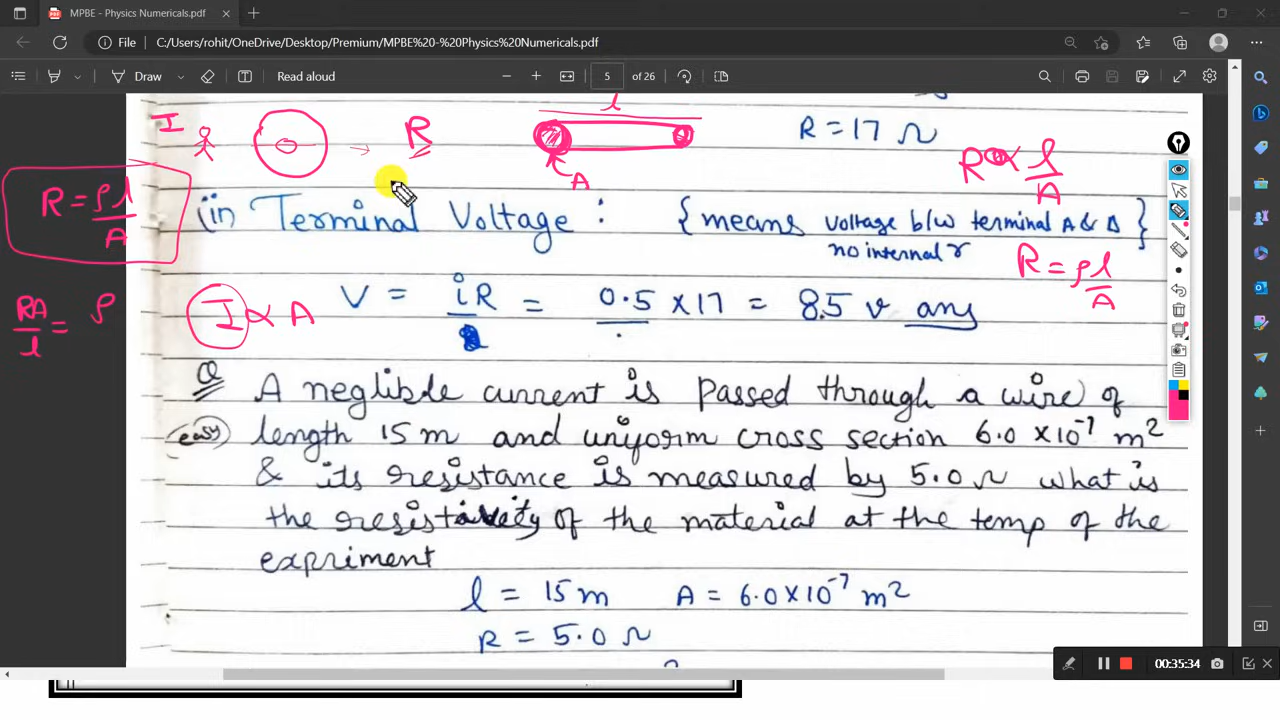 MPBE - Physics Numericals.pdf
File C:/Users/rohit/OneDrive/Desktop/Premium/MPBE%20-%20Physics%20Numericals.pdf
Draw Read aloud 5 of 26
I R l A
R = 17 Ω
R ∝ l/A
R = ρl/A
(ii) Terminal Voltage : {means voltage b/w terminal A & B}
no internal r
R = ρl/A
I ∝ A
V = iR = 0.5 × 17 = 8.5 v ans
RA/l = ρ
Q A neglibde current is passed through a wire of
(easy) length 15 m and uniform cross section 6.0 × 10⁻⁷ m²
& its resistance is measured by 5.0 Ω what is
the resistivety of the material at the temp of the
expriment
l = 15 m A = 6.0 × 10⁻⁷ m²
R = 5.0 Ω
00:35:34